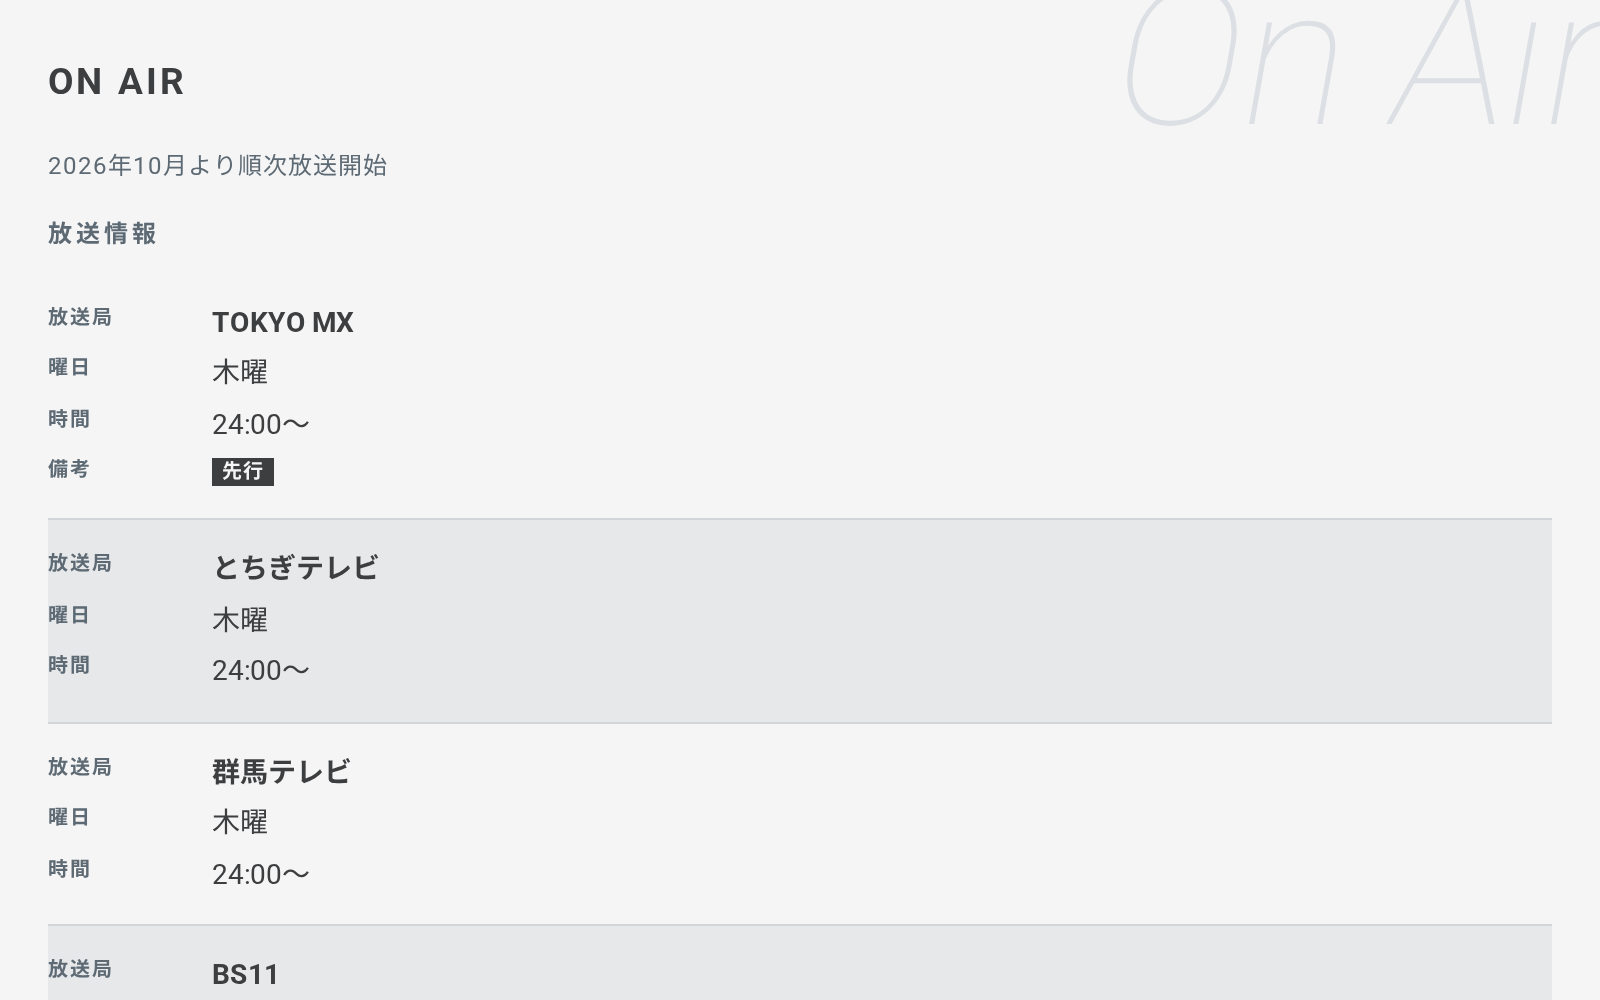 On Air
ON AIR
2026年10月より順次放送開始
放送情報
放送局 TOKYO MX
曜日 木曜
時間 24:00〜
備考 先行
放送局 とちぎテレビ
曜日 木曜
時間 24:00〜
放送局 群馬テレビ
曜日 木曜
時間 24:00〜
放送局 BS11